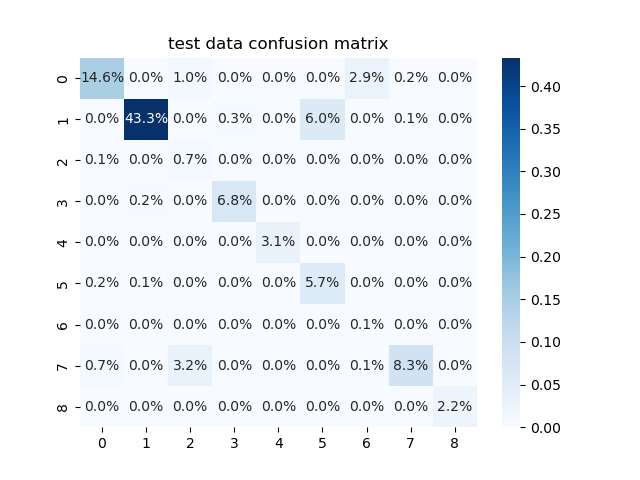 test data confusion matrix
0 14.6% 0.0% 1.0% 0.0% 0.0% 0.0% 2.9% 0.2% 0.0%
1 0.0% 43.3% 0.0% 0.3% 0.0% 6.0% 0.0% 0.1% 0.0%
2 0.1% 0.0% 0.7% 0.0% 0.0% 0.0% 0.0% 0.0% 0.0%
3 0.0% 0.2% 0.0% 6.8% 0.0% 0.0% 0.0% 0.0% 0.0%
4 0.0% 0.0% 0.0% 0.0% 3.1% 0.0% 0.0% 0.0% 0.0%
5 0.2% 0.1% 0.0% 0.0% 0.0% 5.7% 0.0% 0.0% 0.0%
6 0.0% 0.0% 0.0% 0.0% 0.0% 0.0% 0.1% 0.0% 0.0%
7 0.7% 0.0% 3.2% 0.0% 0.0% 0.0% 0.1% 8.3% 0.0%
8 0.0% 0.0% 0.0% 0.0% 0.0% 0.0% 0.0% 0.0% 2.2%
0 1 2 3 4 5 6 7 8
0.40
0.35
0.30
0.25
0.20
0.15
0.10
0.05
0.00